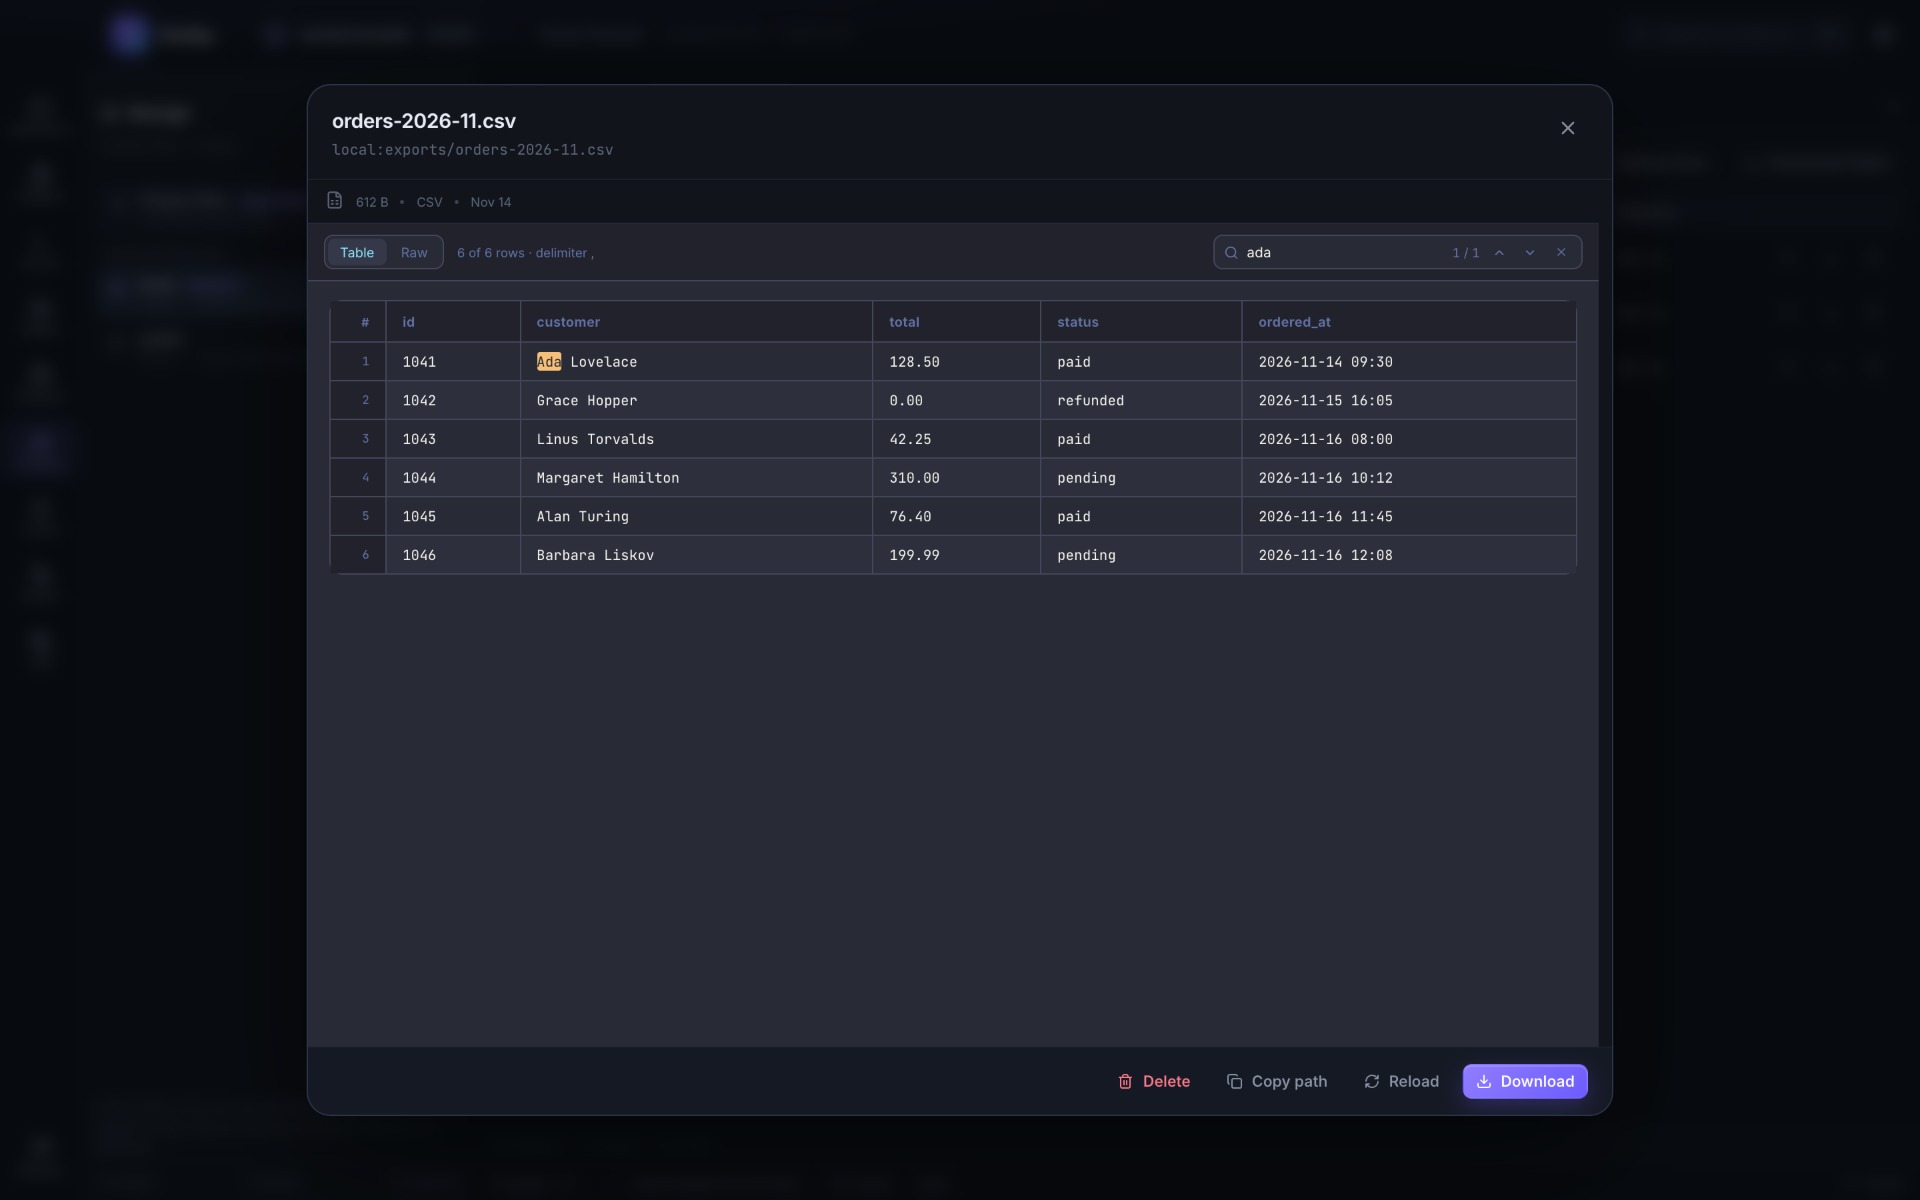 orders-2026-11.csv
local:exports/orders-2026-11.csv
612 B • CSV • Nov 14
Table Raw 6 of 6 rows · delimiter , ada 1 / 1
# id customer total status ordered_at
1 1041 Ada Lovelace 128.50 paid 2026-11-14 09:30
2 1042 Grace Hopper 0.00 refunded 2026-11-15 16:05
3 1043 Linus Torvalds 42.25 paid 2026-11-16 08:00
4 1044 Margaret Hamilton 310.00 pending 2026-11-16 10:12
5 1045 Alan Turing 76.40 paid 2026-11-16 11:45
6 1046 Barbara Liskov 199.99 pending 2026-11-16 12:08
Delete Copy path Reload Download